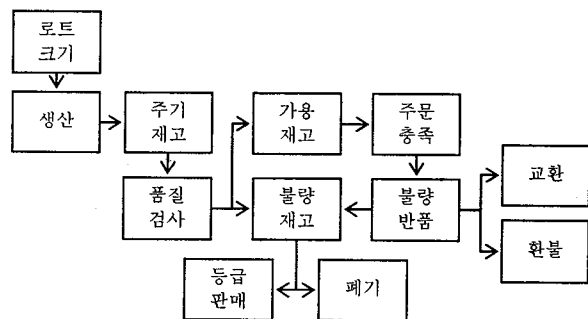 로트
크기
생산
주기
재고
가용
재고
주문
충족
품질
검사
불량
재고
불량
반품
교환
환불
등급
판매
폐기